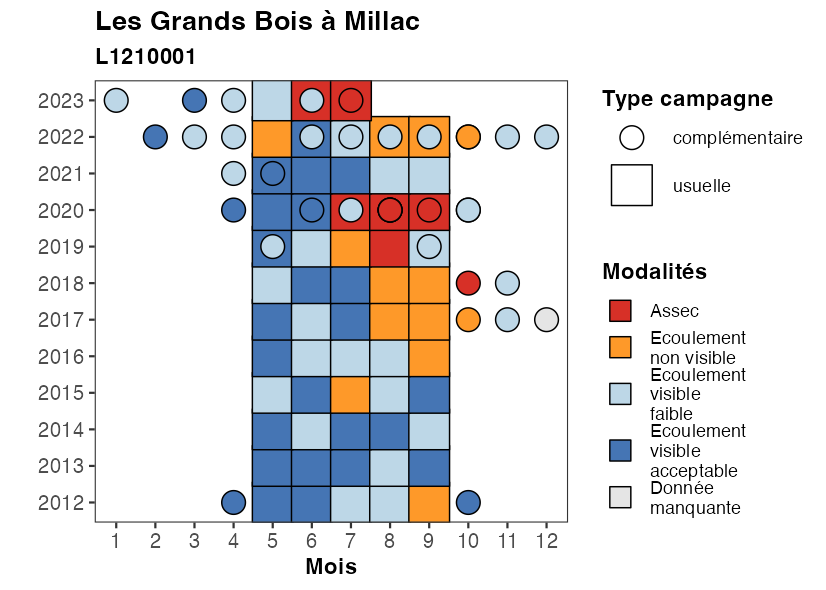 Les Grands Bois à Millac
L1210001
2023
2022
2021
2020
2019
2018
2017
2016
2015
2014
2013
2012
1 2 3 4 5 6 7 8 9 10 11 12
Mois
Type campagne
complémentaire
usuelle
Modalités
Assec
Ecoulement
non visible
Ecoulement
visible
faible
Ecoulement
visible
acceptable
Donnée
manquante